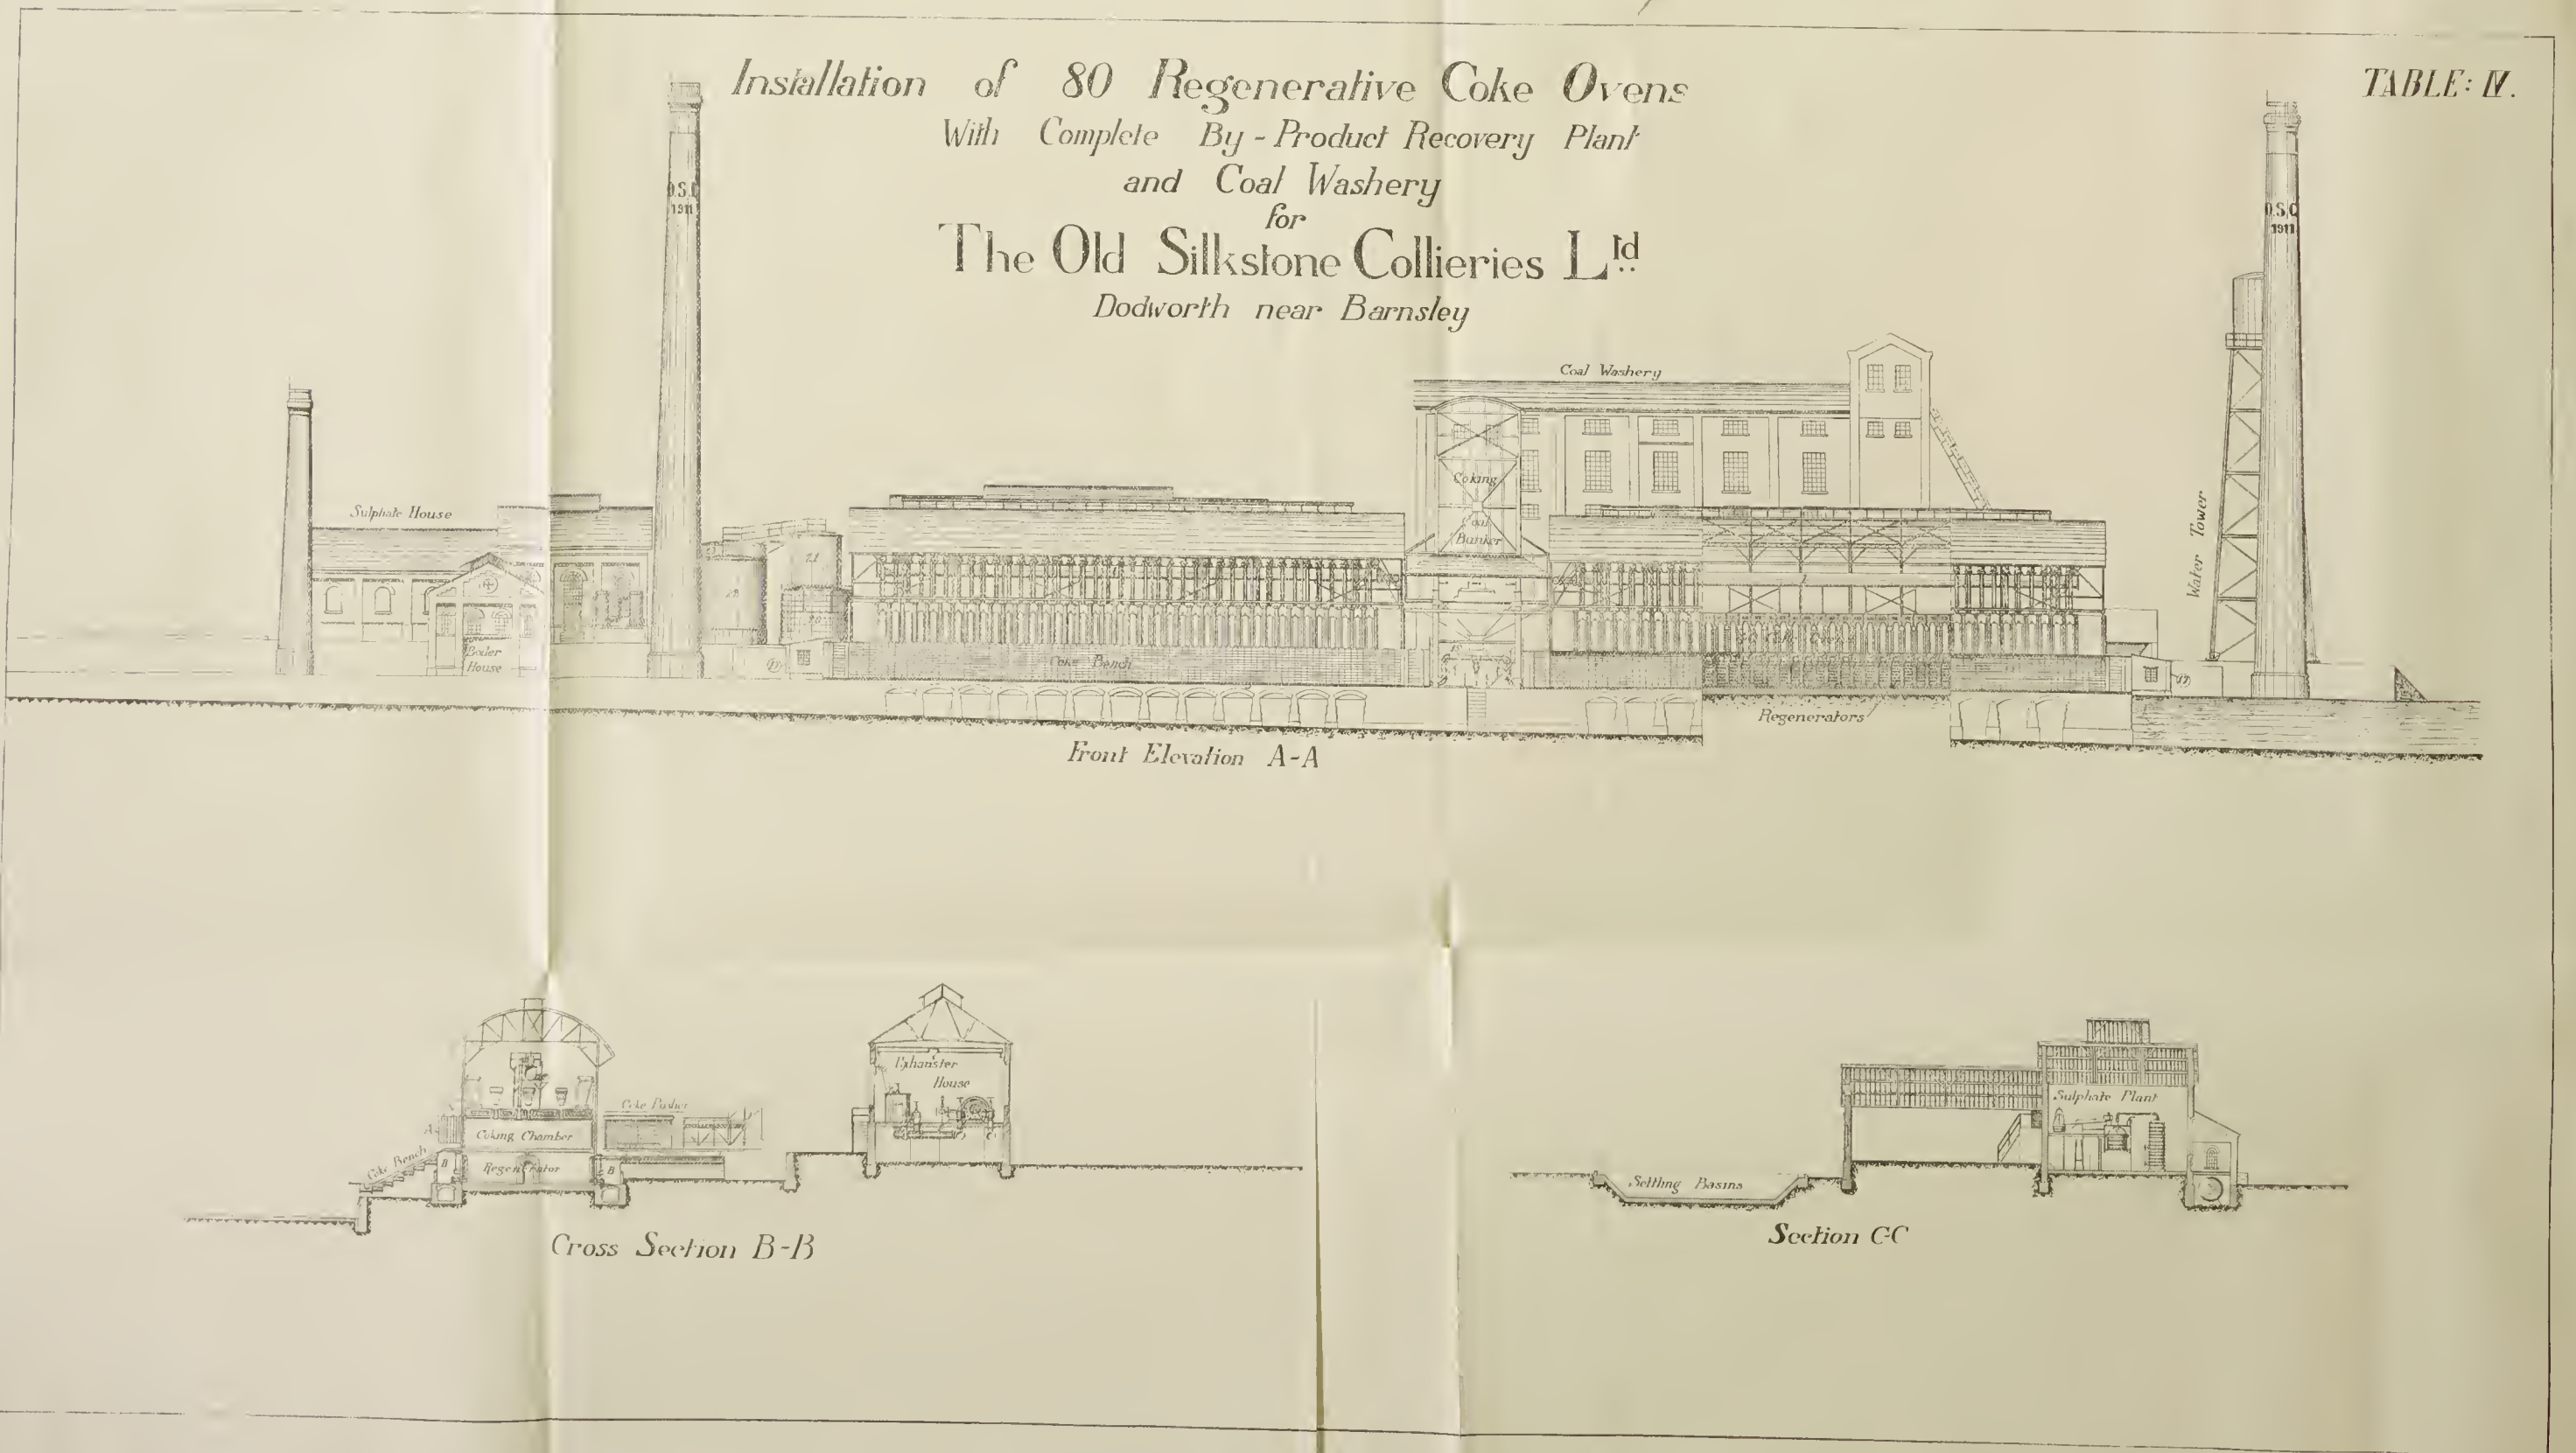 Installation of 80 Regenerative Coke Ovens
With Complete By-Product Recovery Plant
and Coal Washery
for
The Old Silkstone Collieries Ltd
Dodworth near Barnsley
TABLE: IV.
O.S.C
1911
O.S.C
1911
Coal Washery
Sulphate House
Coking
Coal
Bunker
Water Tower
21
Boiler
House
Coke Bench
15
Regenerators
Front Elevation A-A
Exhauster
House
Coke Pusher
A
Coking Chamber
Coke Bench
B
Regenerator
B
Cross Section B-B
Sulphate Plant
Settling Basins
Section C-C